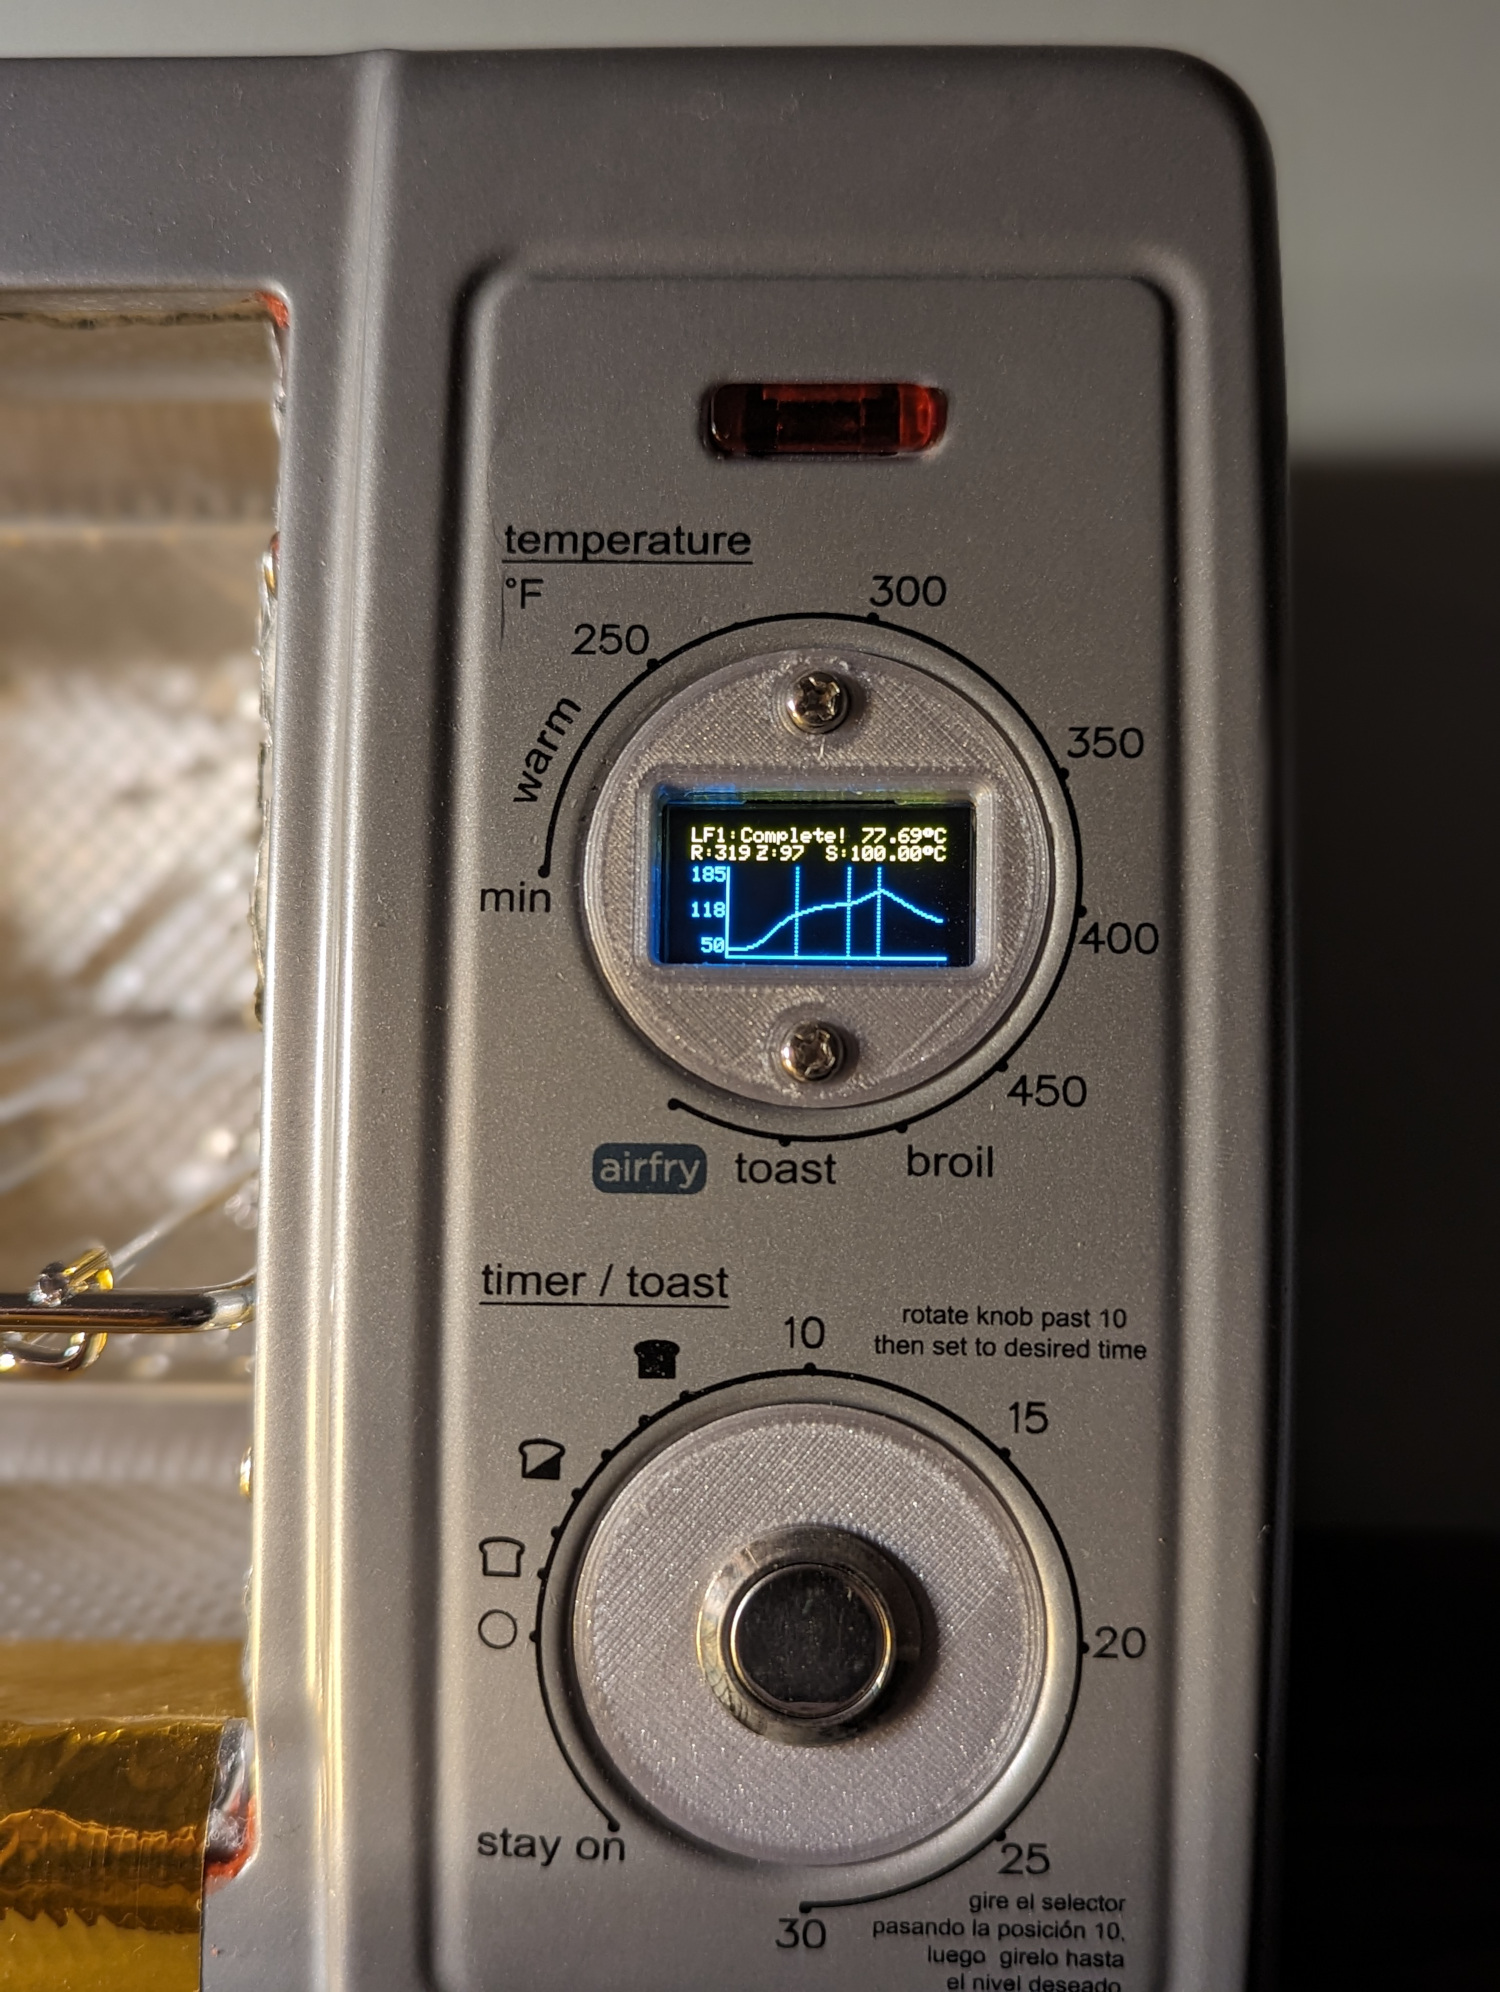 temperature
°F
250
300
warm
350
min
400
450
airfry
toast
broil
LF1:Complete! 77.69°C
R:319 Z:97 S:100.00°C
185
118
50
timer / toast
rotate knob past 10
then set to desired time
10
15
20
25
30
stay on
gire el selector
pasando la posición 10,
luego girelo hasta
el nivel deseado